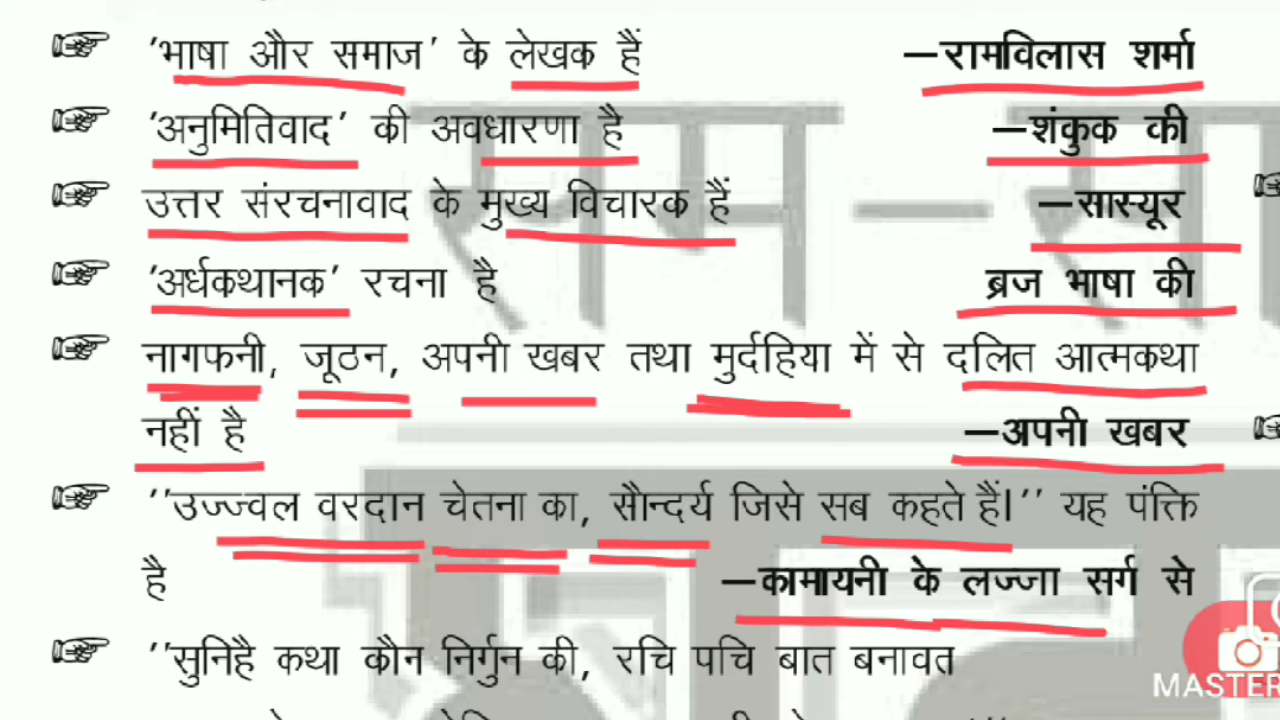 'भाषा और समाज' के लेखक हैं —रामविलास शर्मा
'अनुमितिवाद' की अवधारणा है —शंकुक की
उत्तर संरचनावाद के मुख्य विचारक हैं —सास्यूर
'अर्धकथानक' रचना है ब्रज भाषा की
नागफनी, जूठन, अपनी खबर तथा मुर्दहिया में से दलित आत्मकथा
नहीं है —अपनी खबर
''उज्ज्वल वरदान चेतना का, सौन्दर्य जिसे सब कहते हैं।'' यह पंक्ति
है —कामायनी के लज्जा सर्ग से
''सुनिहै कथा कौन निर्गुन की, रचि पचि बात बनावत
MASTER